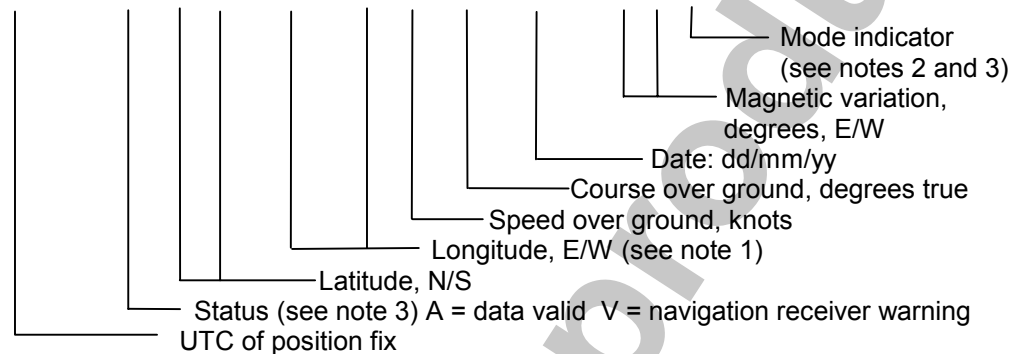 Mode indicator
(see notes 2 and 3)
Magnetic variation,
degrees, E/W
Date: dd/mm/yy
Course over ground, degrees true
Speed over ground, knots
Longitude, E/W (see note 1)
Latitude, N/S
Status (see note 3) A = data valid V = navigation receiver warning
UTC of position fix